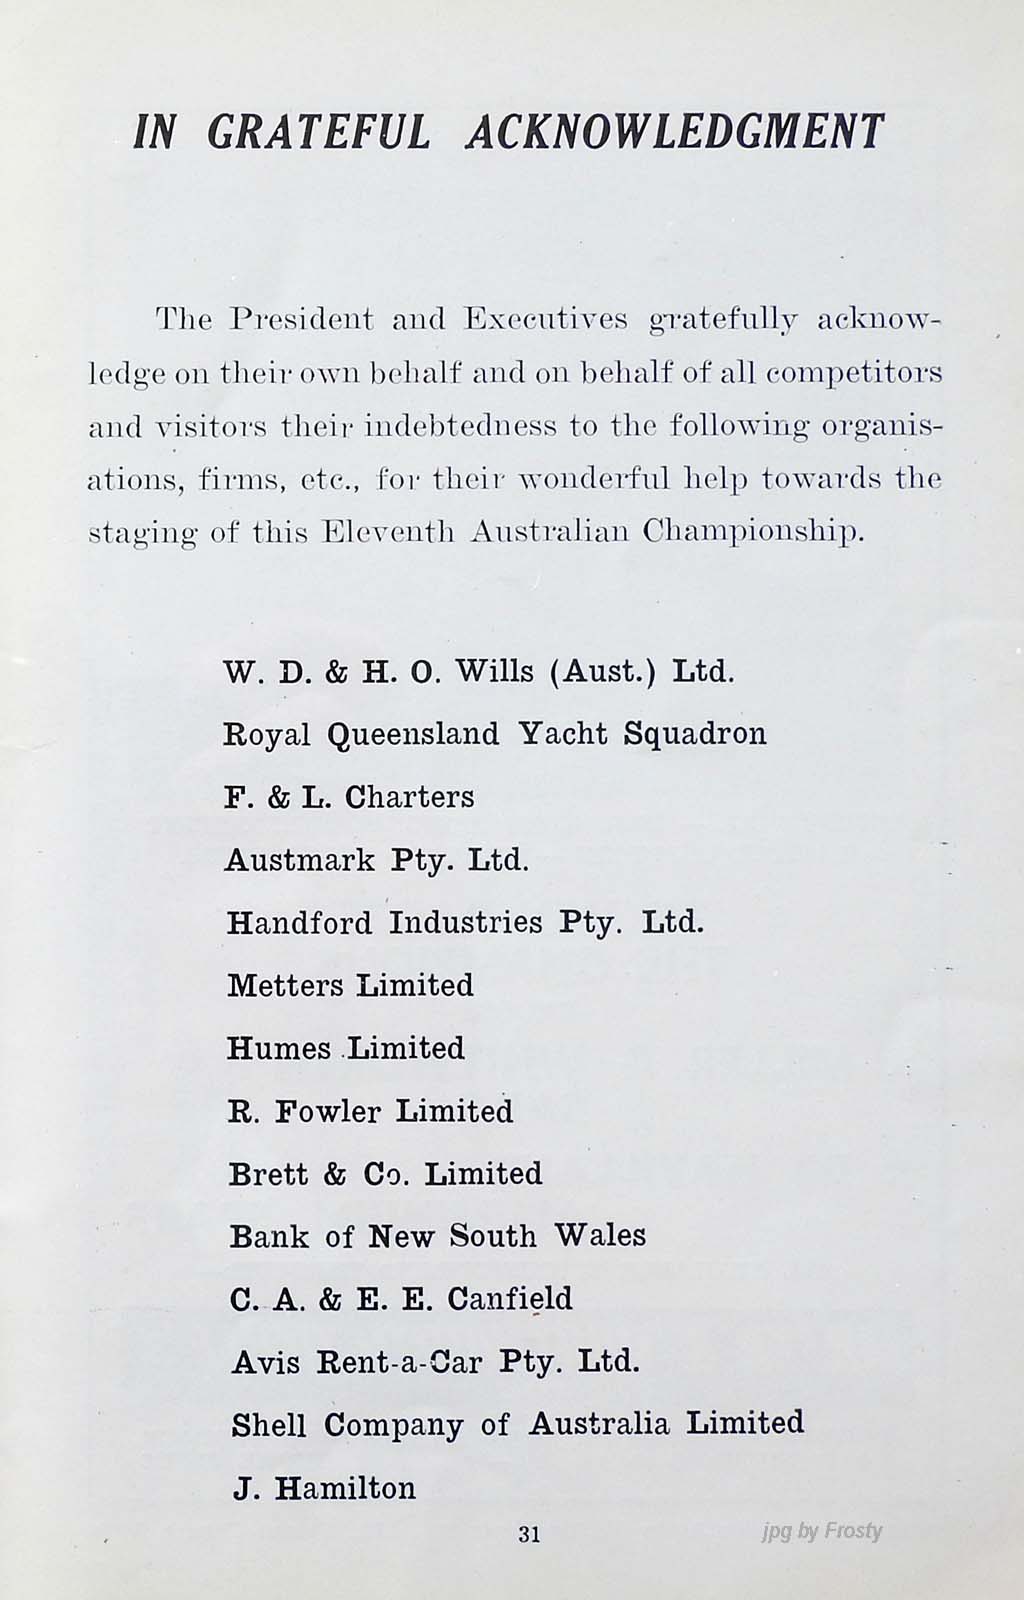 IN GRATEFUL ACKNOWLEDGMENT
The President and Executives gratefully acknow-
ledge on their own behalf and on behalf of all competitors
and visitors their indebtedness to the following organis-
ations, firms, etc., for their wonderful help towards the
staging of this Eleventh Australian Championship.
W. D. & H. O. Wills (Aust.) Ltd.
Royal Queensland Yacht Squadron
F. & L. Charters
Austmark Pty. Ltd.
Handford Industries Pty. Ltd.
Metters Limited
Humes Limited
R. Fowler Limited
Brett & Co. Limited
Bank of New South Wales
C. A. & E. E. Canfield
Avis Rent-a-Car Pty. Ltd.
Shell Company of Australia Limited
J. Hamilton
31
jpg by Frosty